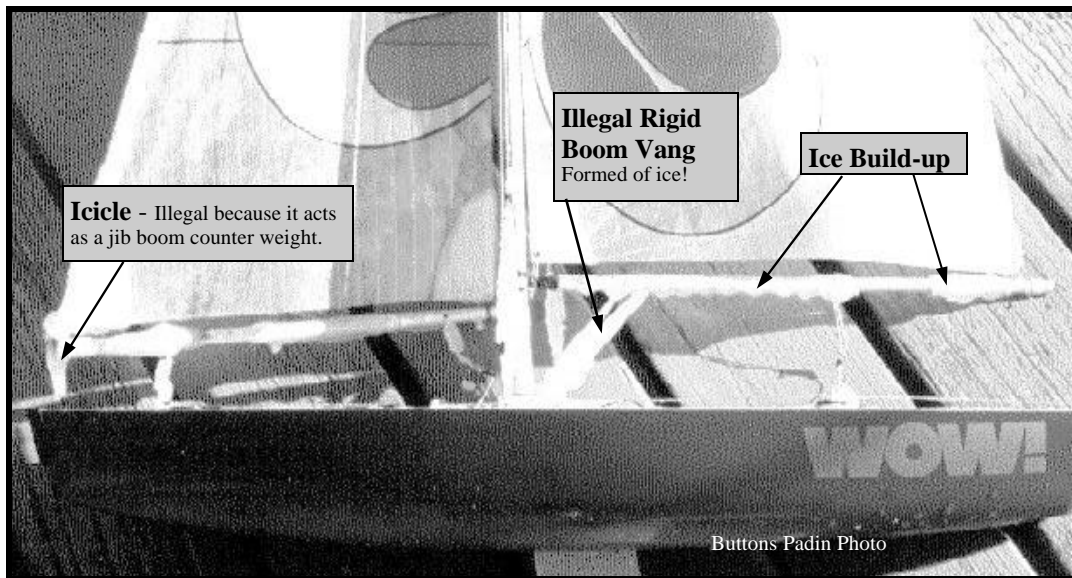 Illegal Rigid
Boom Vang
Formed of ice!
Ice Build-up
Icicle - Illegal because it acts
as a jib boom counter weight.
WOW!
Buttons Padin Photo